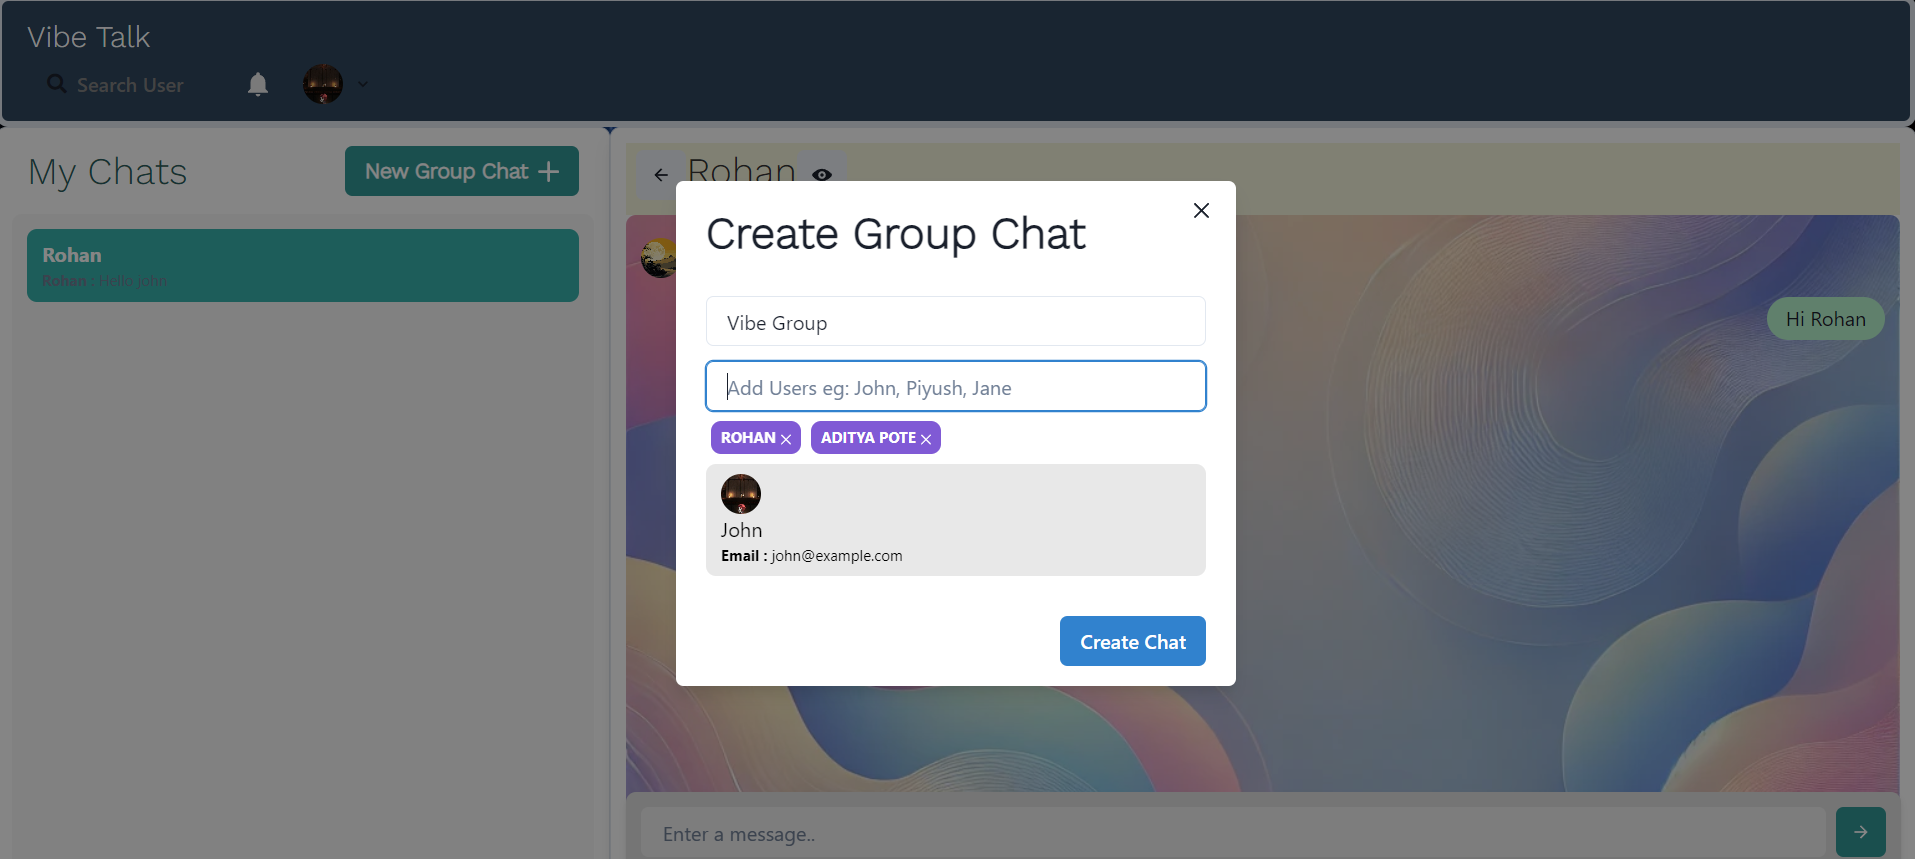 Vibe Talk
Search User
My Chats
New Group Chat
Rohan
Rohan : Hello john
Rohan
Hi Rohan
Create Group Chat
Vibe Group
Add Users eg: John, Piyush, Jane
ROHAN
ADITYA POTE
John
Email : john@example.com
Create Chat
Enter a message..